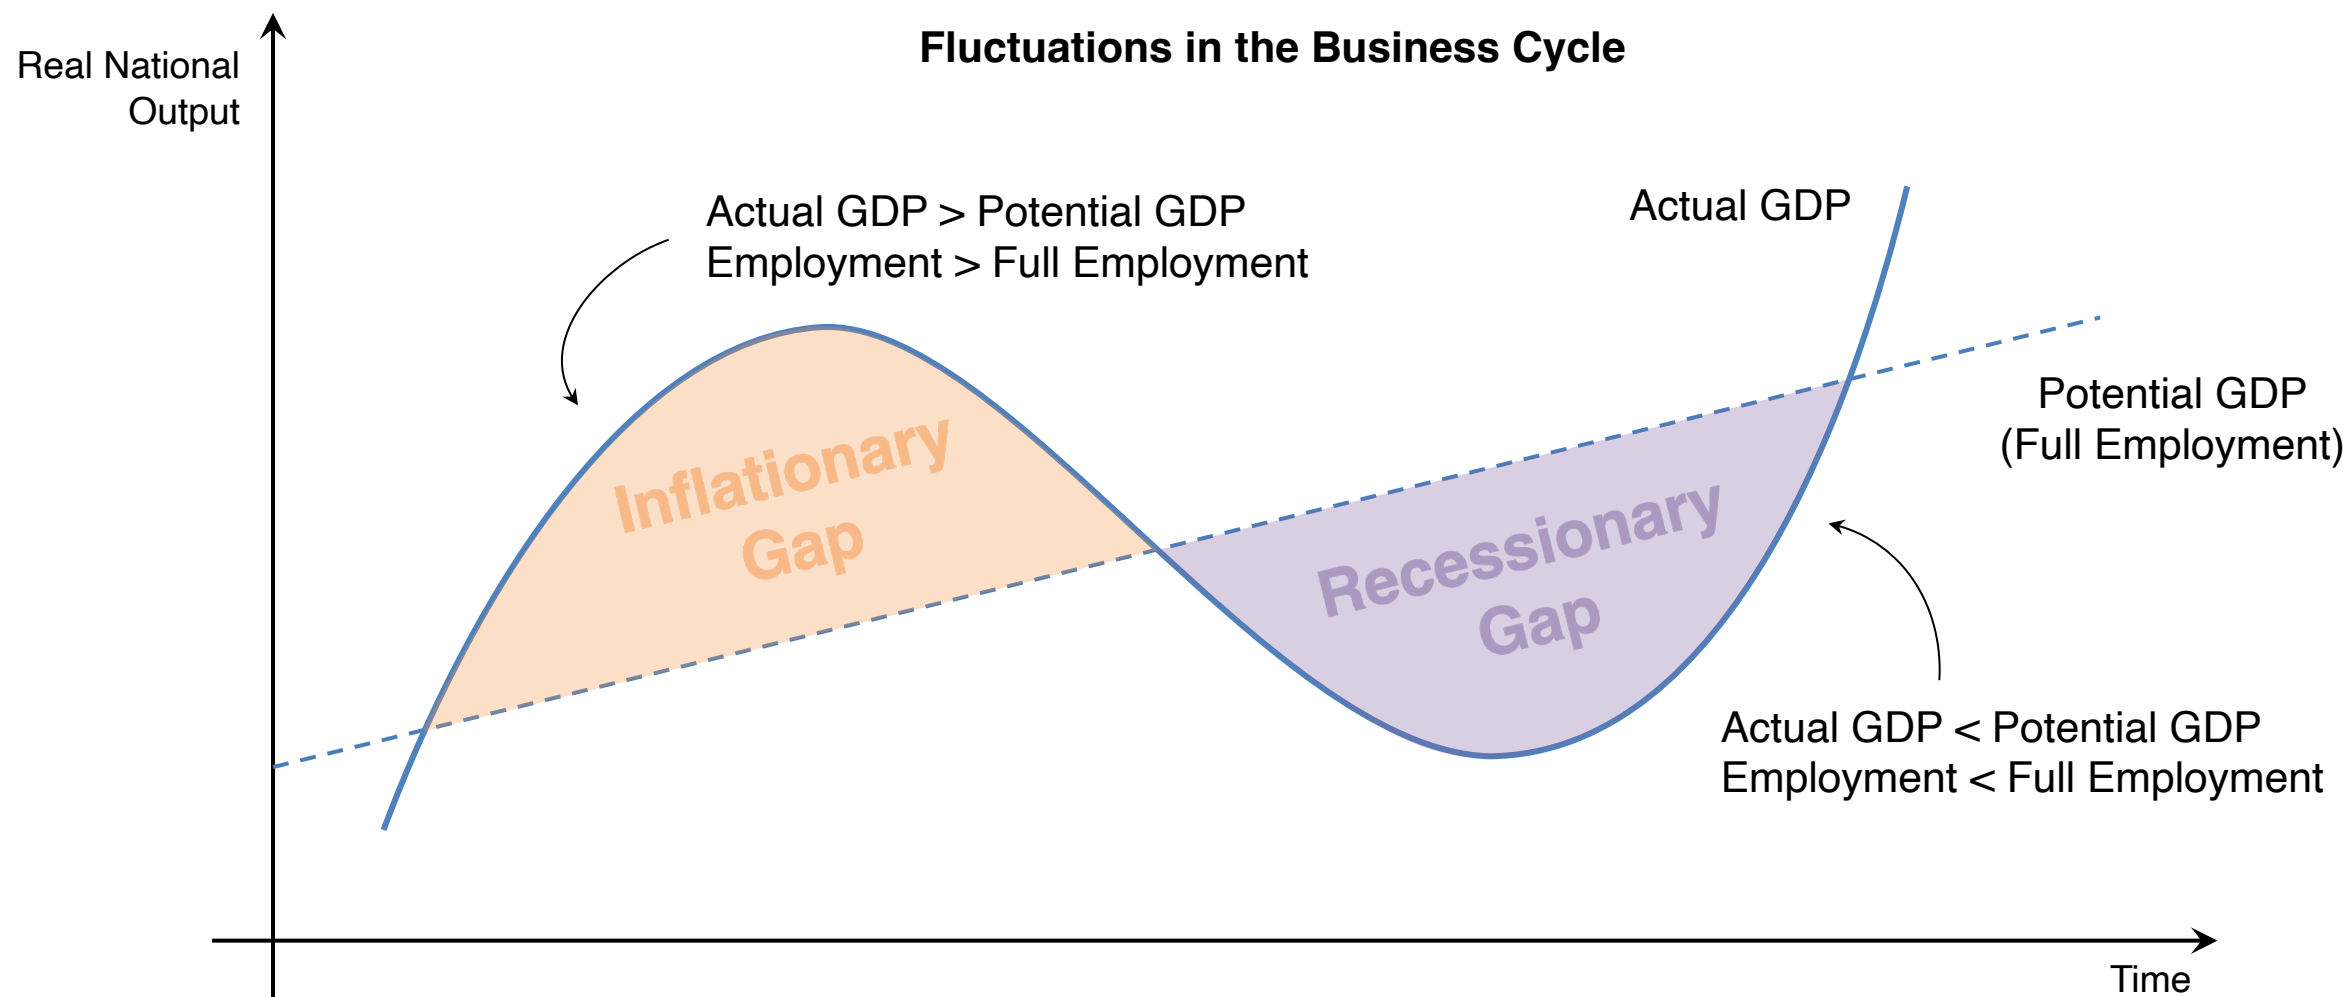 Fluctuations in the Business Cycle
Real National
Output
Actual GDP > Potential GDP
Employment > Full Employment
Actual GDP
Potential GDP
(Full Employment)
Inflationary
Gap
Recessionary
Gap
Actual GDP < Potential GDP
Employment < Full Employment
Time